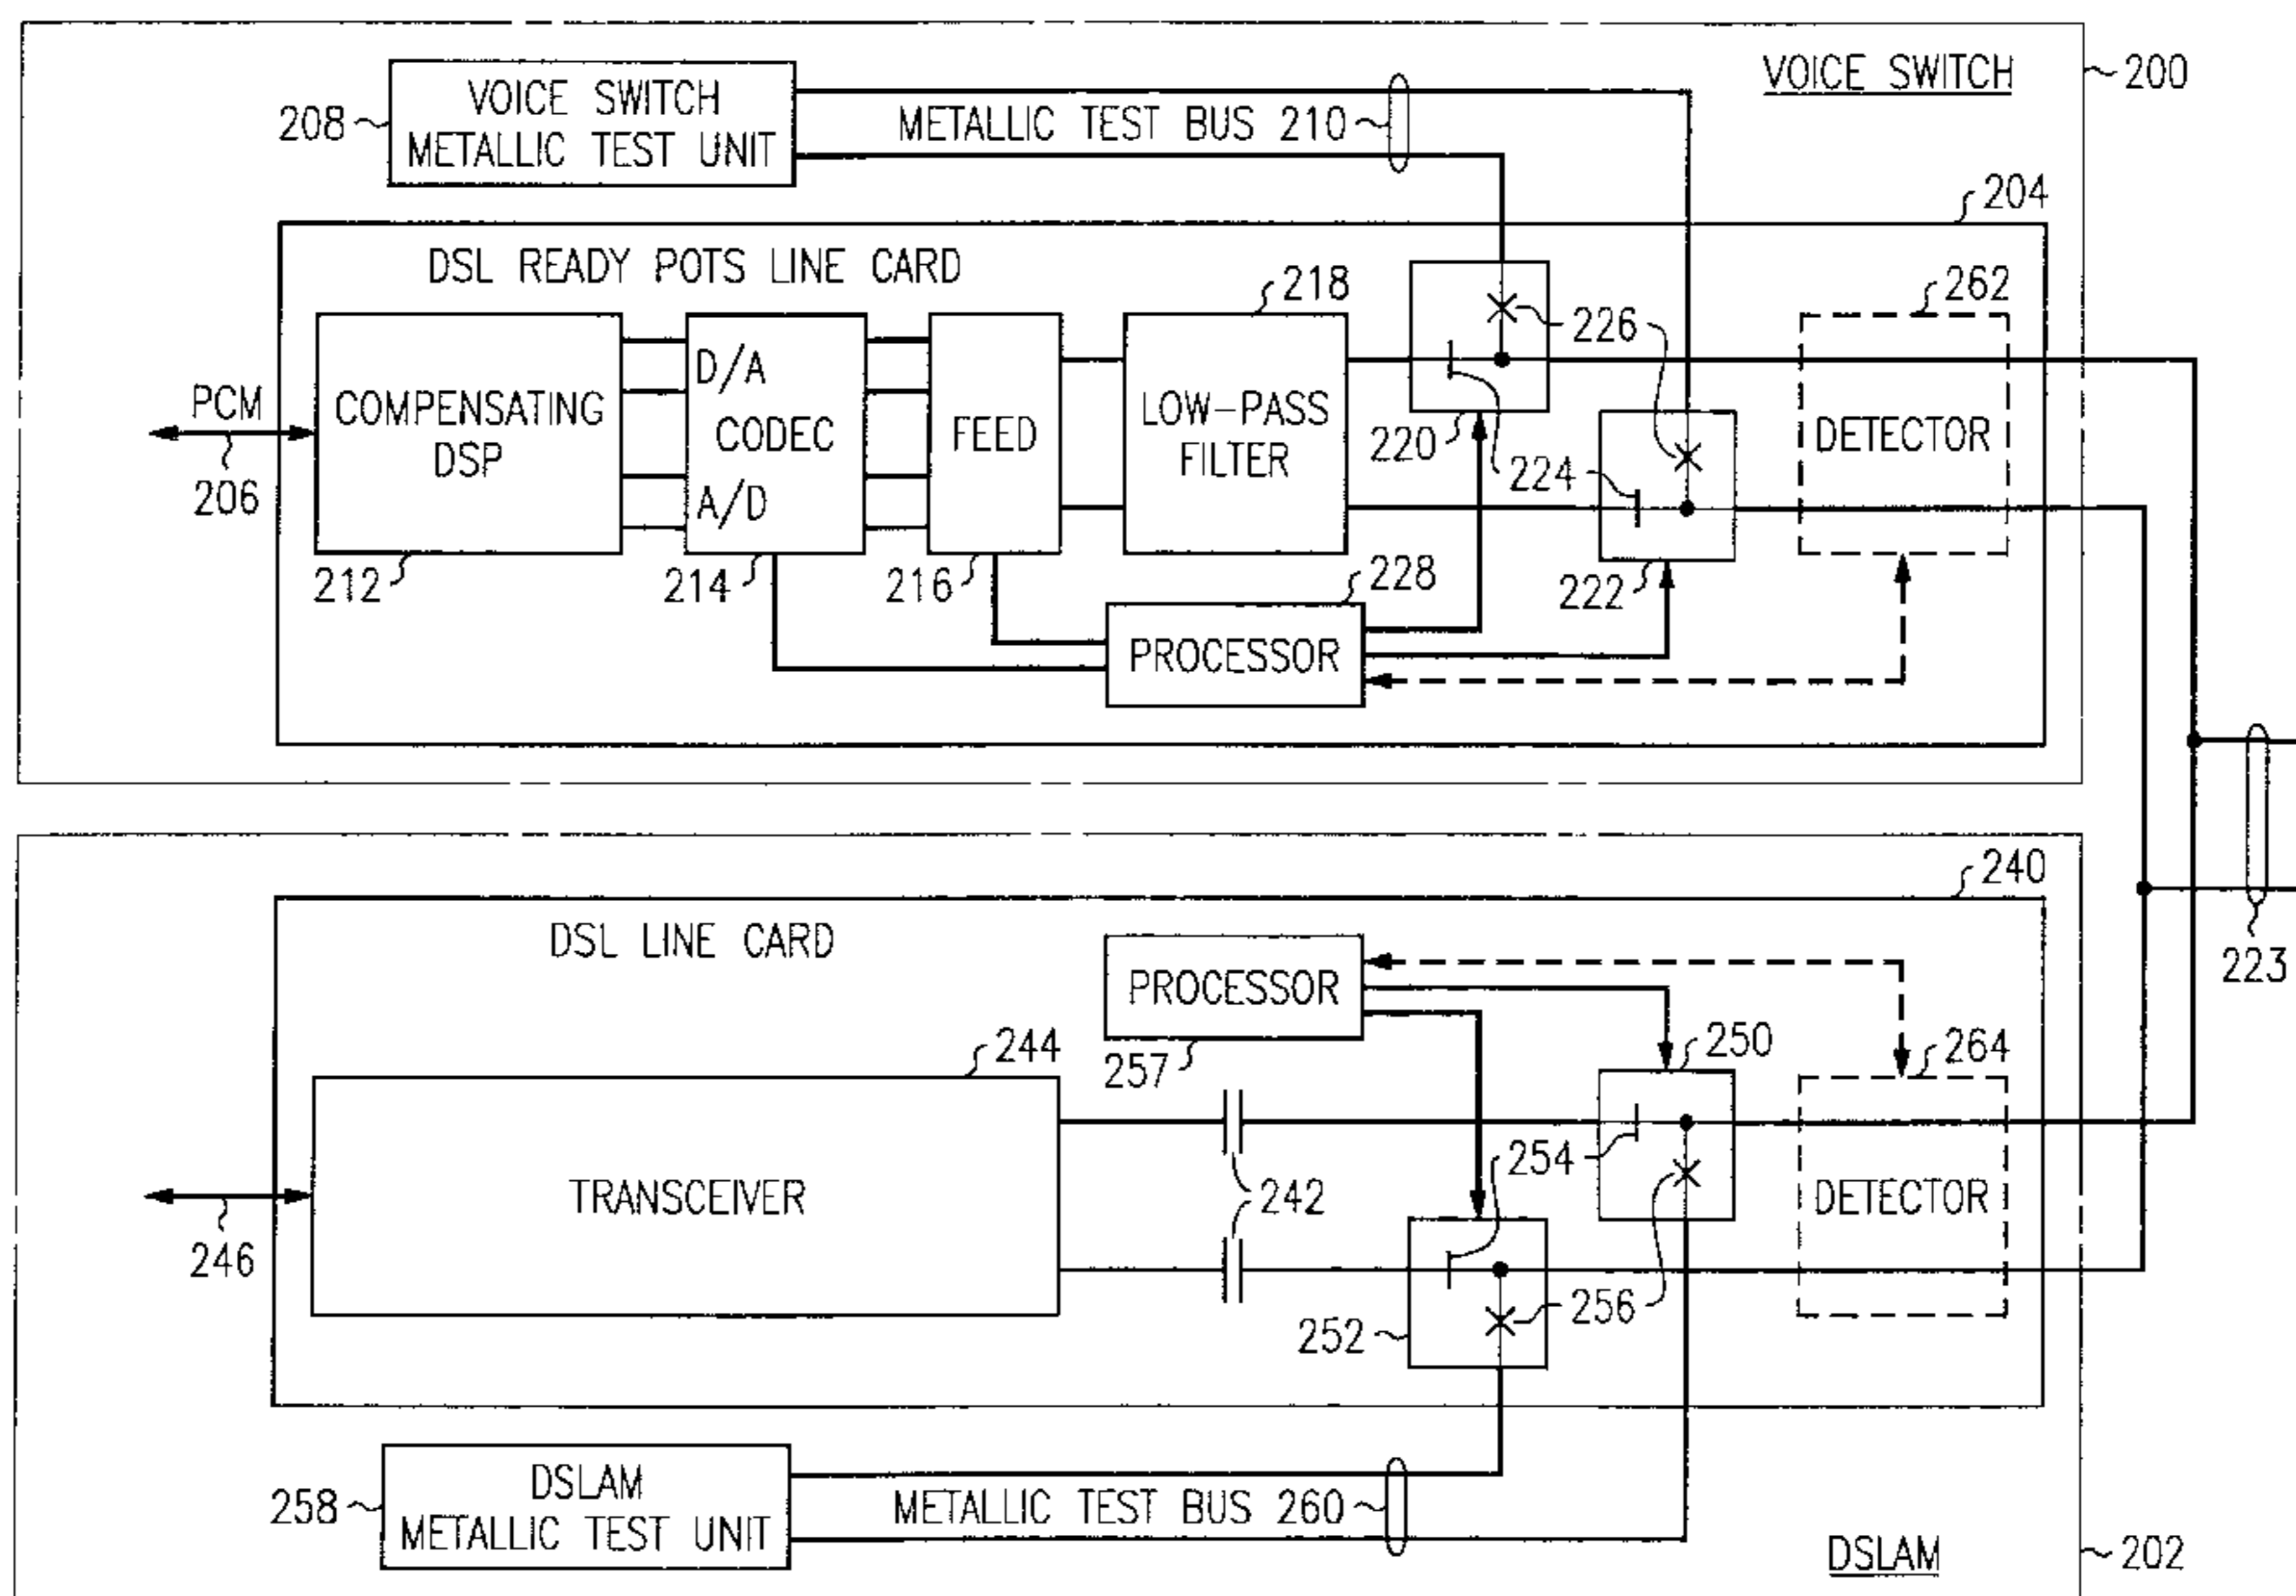 VOICE SWITCH
200
VOICE SWITCH
METALLIC TEST UNIT
208
METALLIC TEST BUS 210
204
DSL READY POTS LINE CARD
218
226
262
PCM
206
COMPENSATING
DSP
D/A
CODEC
A/D
FEED
LOW-PASS
FILTER
220
224
DETECTOR
212
214
216
228
222
PROCESSOR
240
DSL LINE CARD
223
PROCESSOR
257
244
250
264
254
246
TRANSCEIVER
242
DETECTOR
252
256
258
DSLAM
METALLIC TEST UNIT
METALLIC TEST BUS 260
DSLAM
202